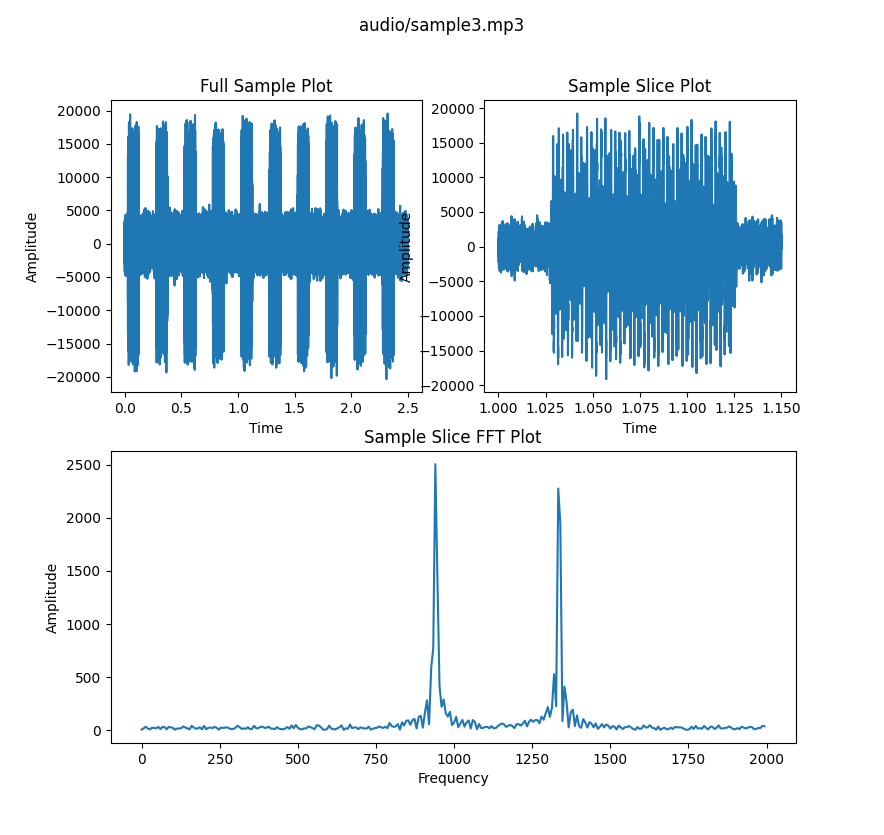 audio/sample3.mp3
Full Sample Plot
20000
15000
10000
5000
0
−5000
−10000
−15000
−20000
Amplitude
0.0 0.5 1.0 1.5 2.0 2.5
Time
Sample Slice Plot
20000
15000
10000
5000
0
−5000
−10000
−15000
−20000
Amplitude
1.000 1.025 1.050 1.075 1.100 1.125 1.150
Time
Sample Slice FFT Plot
2500
2000
1500
1000
500
0
Amplitude
0 250 500 750 1000 1250 1500 1750 2000
Frequency